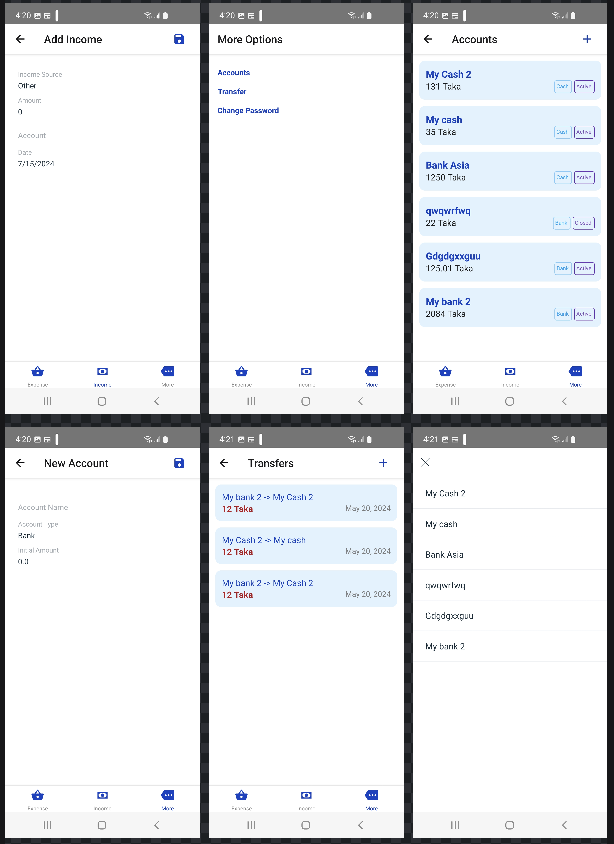 4:20
Add Income
Income Source
Other
Amount
0
Account
Date
7/15/2024
Expense
Income
More
4:20
More Options
Accounts
Transfer
Change Password
Expense
Income
More
4:20
Accounts
My Cash 2
131 Taka
Cash
Active
My cash
35 Taka
Cash
Active
Bank Asia
1250 Taka
Cash
Active
qwqwrfwq
22 Taka
Bank
Closed
Gdgdgxxguu
125.01 Taka
Bank
Active
My bank 2
2084 Taka
Bank
Active
Expense
Income
More
4:20
New Account
Account Name
Account Type
Bank
Initial Amount
0.0
Expense
Income
More
4:21
Transfers
My bank 2 -> My Cash 2
12 Taka
May 20, 2024
My Cash 2 -> My cash
12 Taka
May 20, 2024
My bank 2 -> My Cash 2
12 Taka
May 20, 2024
Expense
Income
More
4:21
My Cash 2
My cash
Bank Asia
qwqwrfwq
Gdgdgxxguu
My bank 2